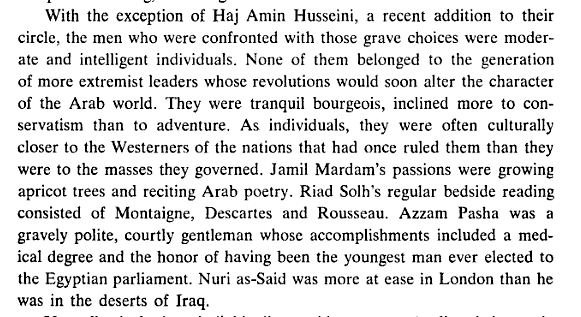 With the exception of Haj Amin Husseini, a recent addition to their
circle, the men who were confronted with those grave choices were moder-
ate and intelligent individuals. None of them belonged to the generation
of more extremist leaders whose revolutions would soon alter the character
of the Arab world. They were tranquil bourgeois, inclined more to con-
servatism than to adventure. As individuals, they were often culturally
closer to the Westerners of the nations that had once ruled them than they
were to the masses they governed. Jamil Mardam's passions were growing
apricot trees and reciting Arab poetry. Riad Solh's regular bedside reading
consisted of Montaigne, Descartes and Rousseau. Azzam Pasha was a
gravely polite, courtly gentleman whose accomplishments included a med-
ical degree and the honor of having been the youngest man ever elected to
the Egyptian parliament. Nuri as-Said was more at ease in London than he
was in the deserts of Iraq.